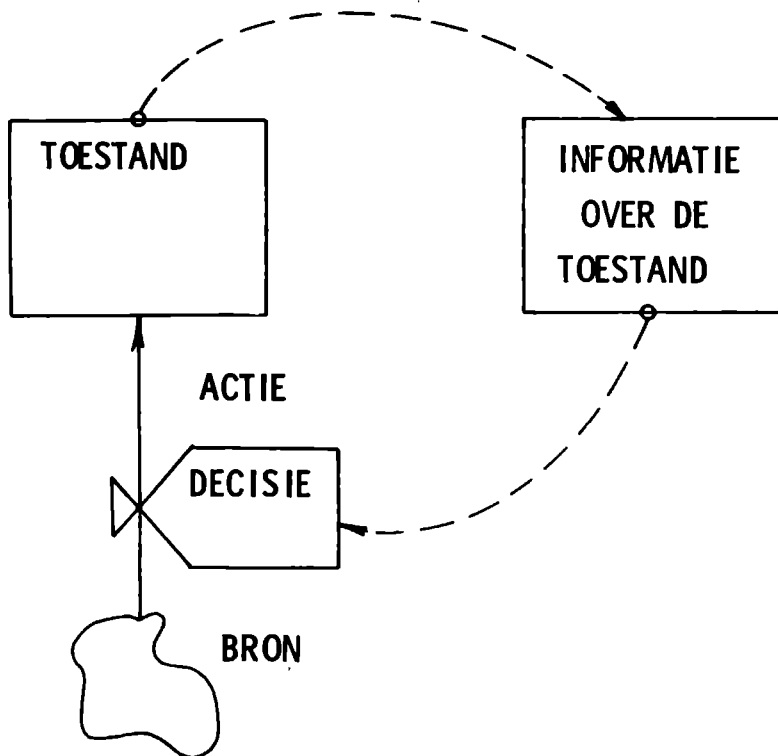 TOESTAND
INFORMATIE
OVER DE
TOESTAND
ACTIE
DECISIE
BRON